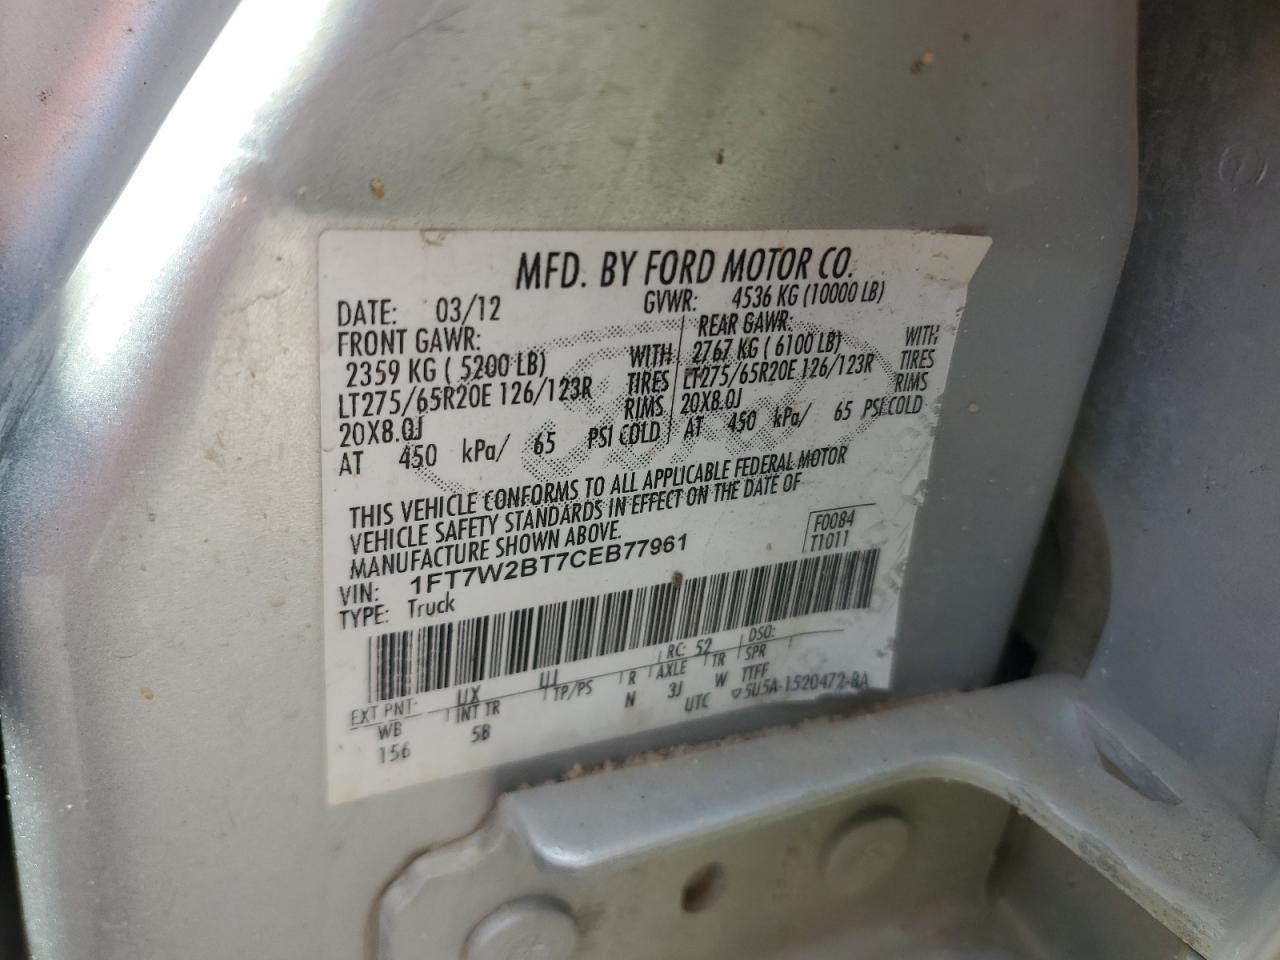 MFD. BY FORD MOTOR CO.
DATE: 03/12 GVWR: 4536 KG (10000 LB)
FRONT GAWR: REAR GAWR:
2359 KG ( 5200 LB) WITH 2767 KG ( 6100 LB) WITH
LT275/65R20E 126/123R TIRES LT275/65R20E 126/123R TIRES
20X8.0J RIMS 20X8.0J RIMS
AT 450 kPa/ 65 PSI COLD AT 450 kPa/ 65 PSI COLD
THIS VEHICLE CONFORMS TO ALL APPLICABLE FEDERAL MOTOR
VEHICLE SAFETY STANDARDS IN EFFECT ON THE DATE OF
MANUFACTURE SHOWN ABOVE.
VIN: 1FT7W2BT7CEB77961 F0084
TYPE: Truck T1011
EXT PNT: UX UJ RC: 52 DSO:
WB INT TR TP/PS R AXLE TR SPR
156 5B N 3J W TTFF
UTC ▽5U5A-1520472-BA